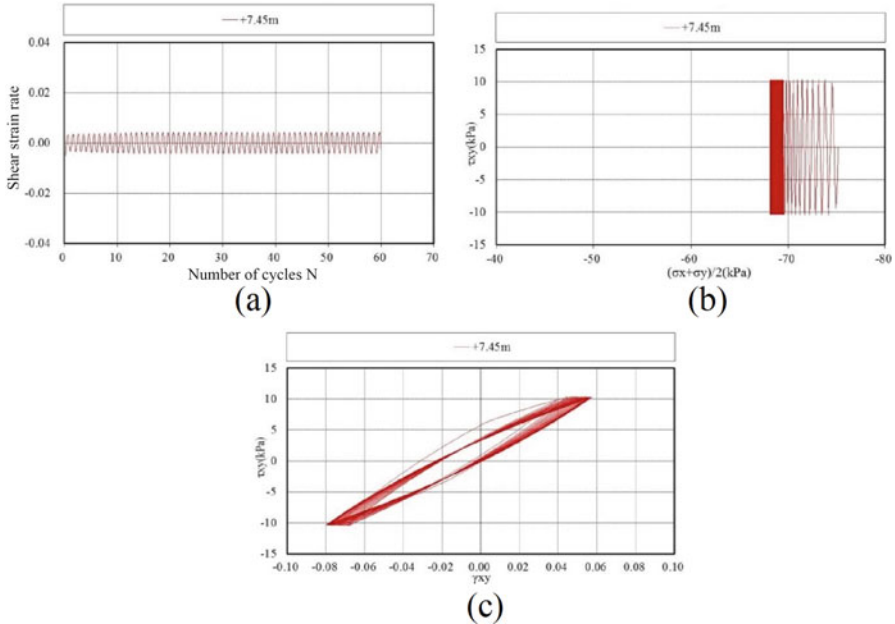 +7.45m
0.04
0.02
0.00
-0.02
-0.04
Shear strain rate
0 10 20 30 40 50 60 70
Number of cycles N
(a)
+7.45m
15
10
5
0
-5
-10
-15
τxy(kPa)
-40 -50 -60 -70 -80
(σx+σy)/2(kPa)
(b)
+7.45m
15
10
5
0
-5
-10
-15
τxy(kPa)
-0.10 -0.08 -0.06 -0.04 -0.02 0.00 0.02 0.04 0.06 0.08 0.10
γxy
(c)